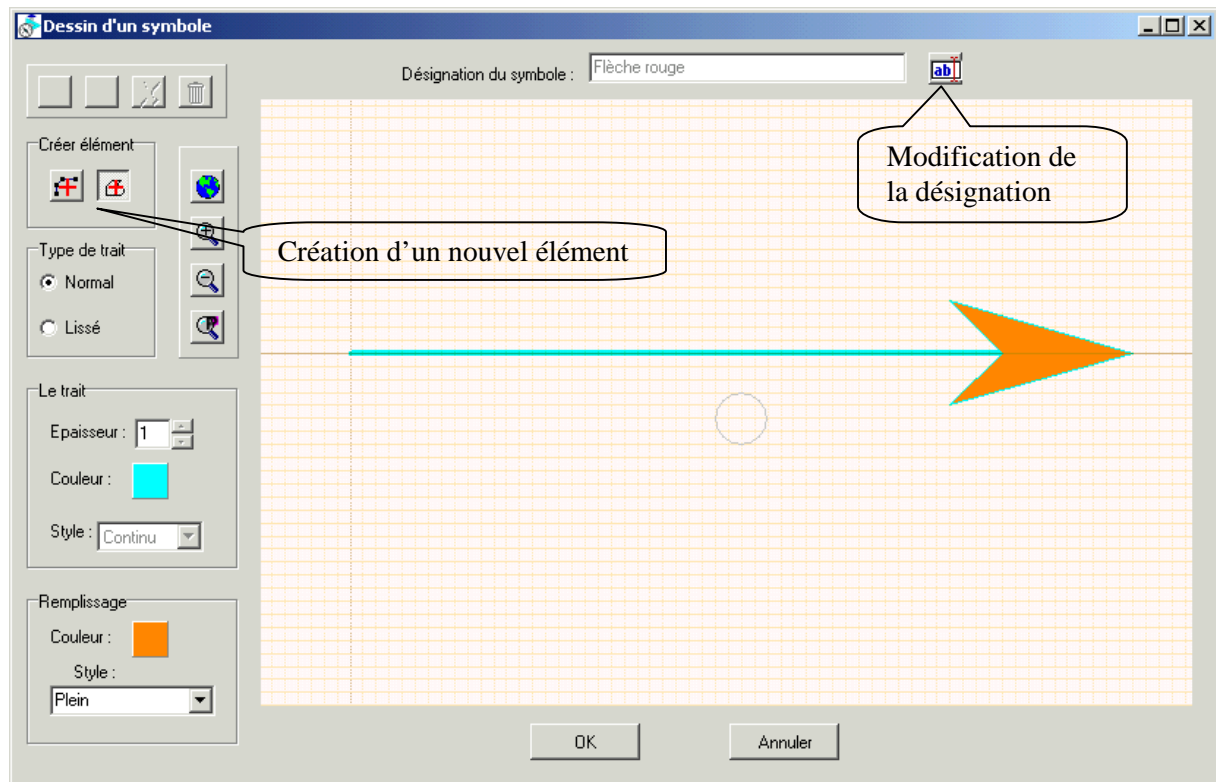 Dessin d'un symbole
Désignation du symbole :
Flèche rouge
ab
Modification de
la désignation
Créer élément
Création d’un nouvel élément
Type de trait
Normal
Lissé
Le trait
Epaisseur :
1
Couleur :
Style :
Continu
Remplissage
Couleur :
Style :
Plein
OK
Annuler